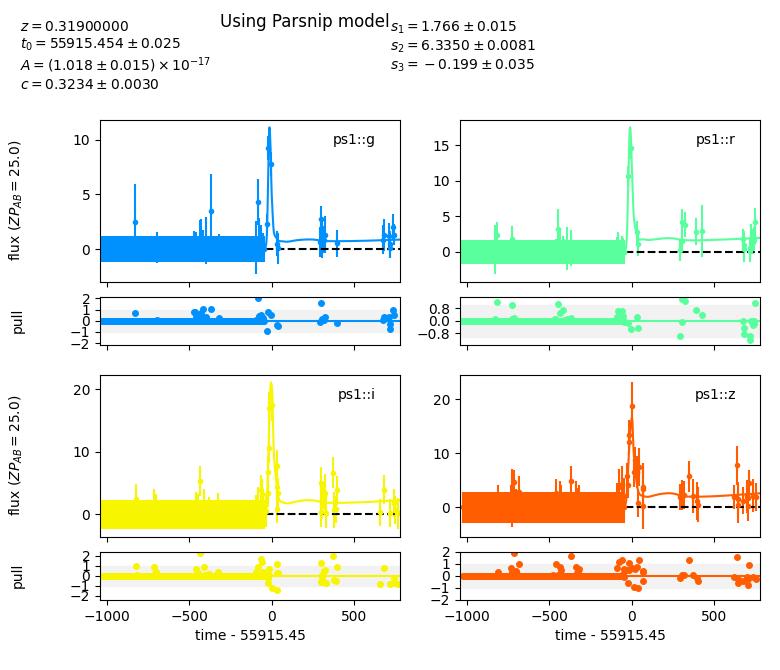 Using Parsnip model
z = 0.31900000
t0 = 55915.454 ± 0.025
A = (1.018 ± 0.015) × 10^−17
c = 0.3234 ± 0.0030
s1 = 1.766 ± 0.015
s2 = 6.3350 ± 0.0081
s3 = −0.199 ± 0.035
flux (ZP_AB = 25.0)
10
5
0
ps1::g
15
10
5
0
ps1::r
pull
2
1
0
−1
−2
0.8
0.0
−0.8
flux (ZP_AB = 25.0)
20
10
0
ps1::i
20
10
0
ps1::z
pull
2
1
0
−1
−2
2
1
0
−1
−2
−1000 −500 0 500
−1000 −500 0 500
time - 55915.45
time - 55915.45